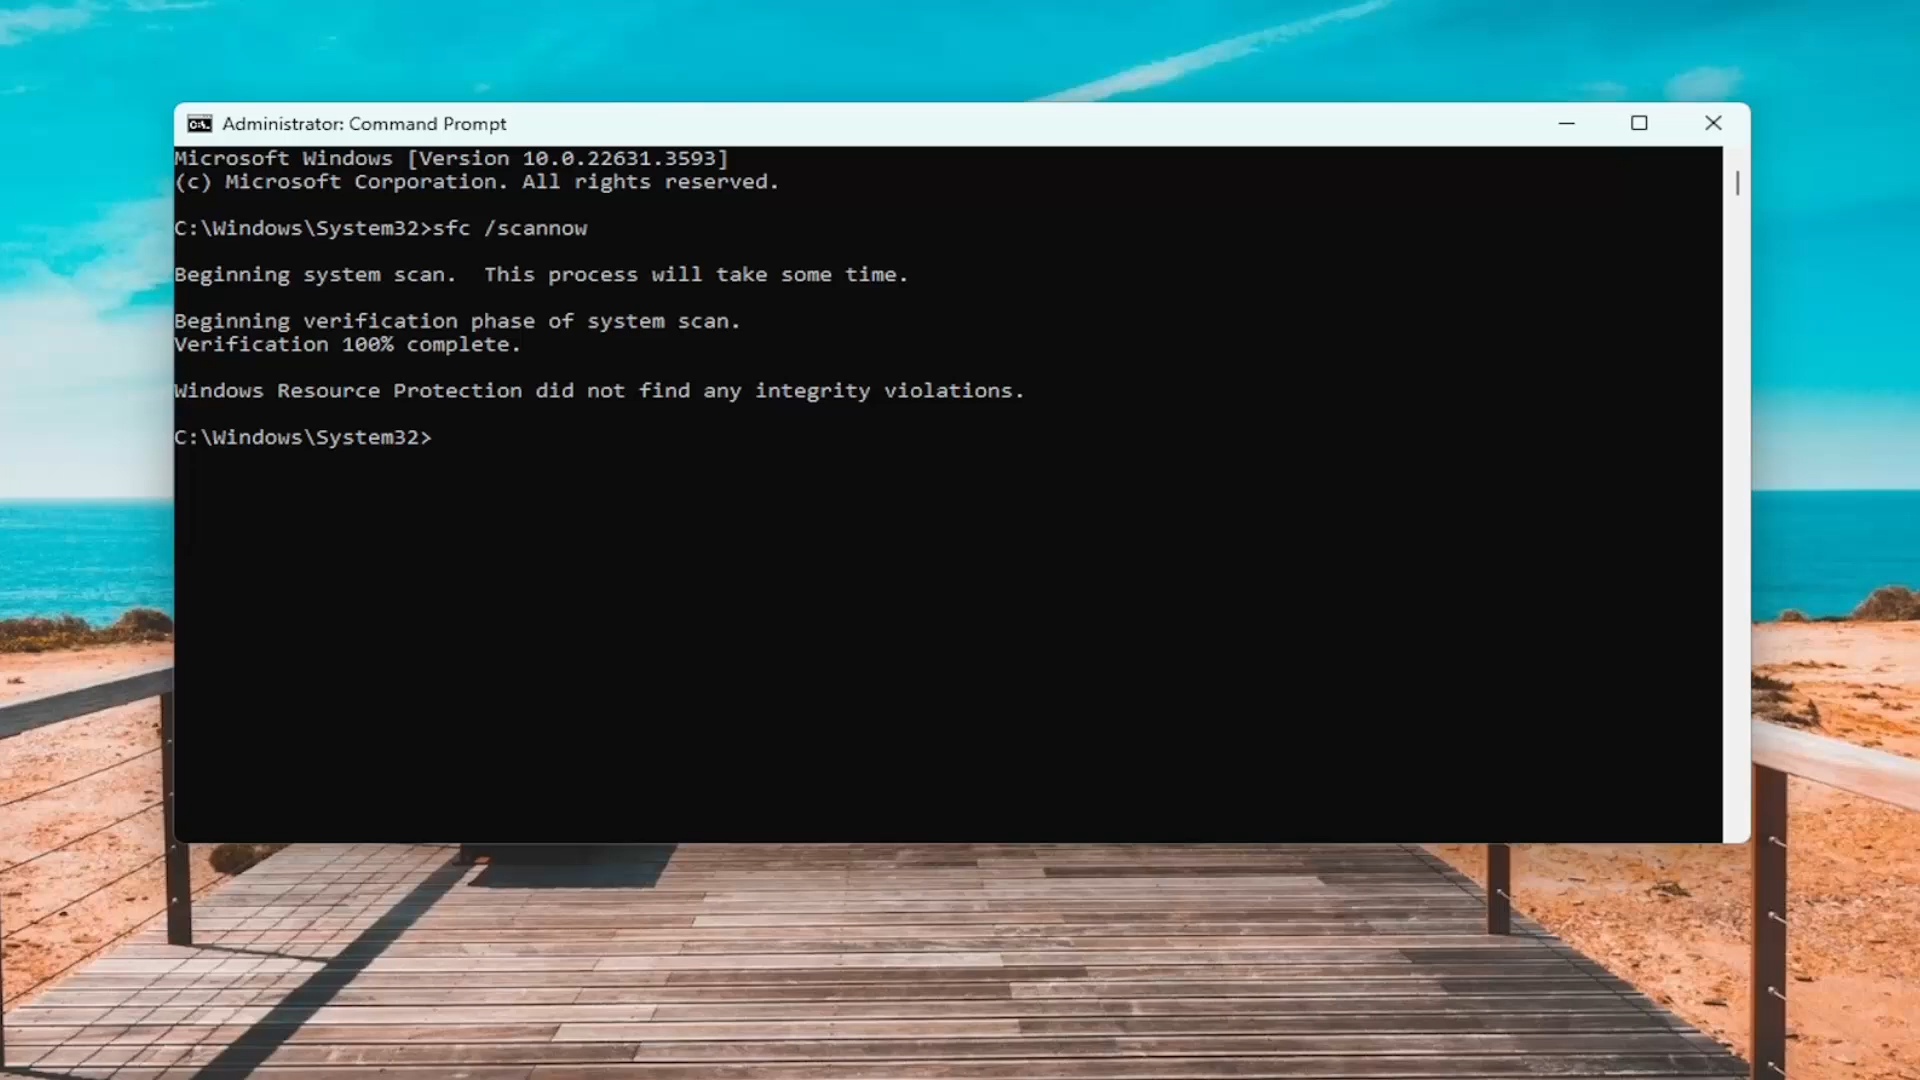 Administrator: Command Prompt
Microsoft Windows [Version 10.0.22631.3593]
(c) Microsoft Corporation. All rights reserved.
C:\Windows\System32>sfc /scannow
Beginning system scan.  This process will take some time.
Beginning verification phase of system scan.
Verification 100% complete.
Windows Resource Protection did not find any integrity violations.
C:\Windows\System32>